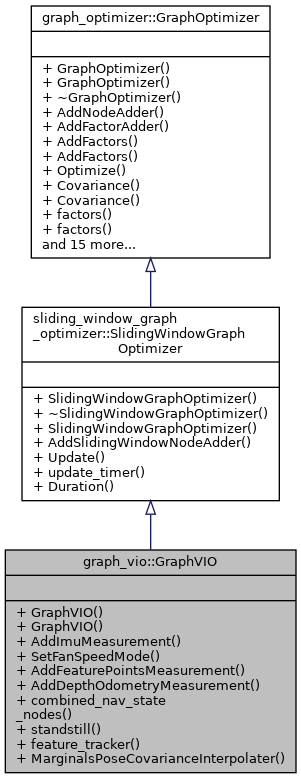 graph_optimizer::GraphOptimizer
+ GraphOptimizer()
+ GraphOptimizer()
+ ~GraphOptimizer()
+ AddNodeAdder()
+ AddFactorAdder()
+ AddFactors()
+ AddFactors()
+ Optimize()
+ Covariance()
+ Covariance()
+ factors()
+ factors()
and 15 more...
sliding_window_graph
_optimizer::SlidingWindowGraph
Optimizer
+ SlidingWindowGraphOptimizer()
+ ~SlidingWindowGraphOptimizer()
+ SlidingWindowGraphOptimizer()
+ AddSlidingWindowNodeAdder()
+ Update()
+ update_timer()
+ Duration()
graph_vio::GraphVIO
+ GraphVIO()
+ GraphVIO()
+ AddImuMeasurement()
+ SetFanSpeedMode()
+ AddFeaturePointsMeasurement()
+ AddDepthOdometryMeasurement()
+ combined_nav_state
_nodes()
+ standstill()
+ feature_tracker()
+ MarginalsPoseCovarianceInterpolater()